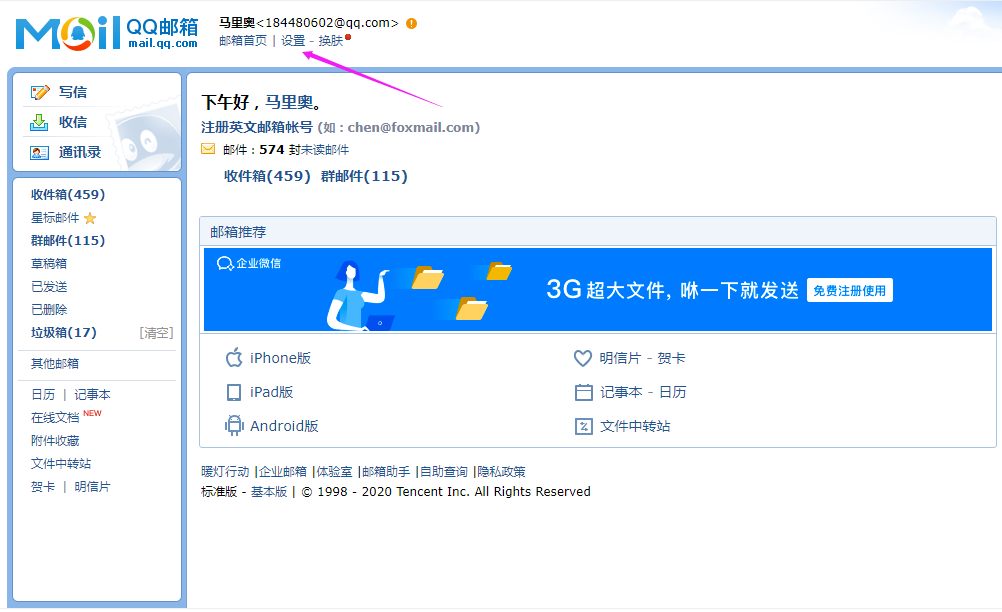 Mail QQ邮箱
mail.qq.com
马里奥<184480602@qq.com>
邮箱首页 | 设置 - 换肤
写信
收信
通讯录
收件箱(459)
星标邮件
群邮件(115)
草稿箱
已发送
已删除
垃圾箱(17) [清空]
其他邮箱
日历 | 记事本
在线文档 NEW
附件收藏
文件中转站
贺卡 | 明信片
下午好，马里奥。
注册英文邮箱帐号 (如：chen@foxmail.com)
邮件：574 封未读邮件
收件箱(459) 群邮件(115)
邮箱推荐
企业微信
3G 超大文件, 咻一下就发送 免费注册使用
iPhone版
明信片 - 贺卡
iPad版
记事本 - 日历
Android版
文件中转站
暖灯行动 |企业邮箱 |体验室 |邮箱助手 |自助查询 |隐私政策
标准版 - 基本版 | © 1998 - 2020 Tencent Inc. All Rights Reserved